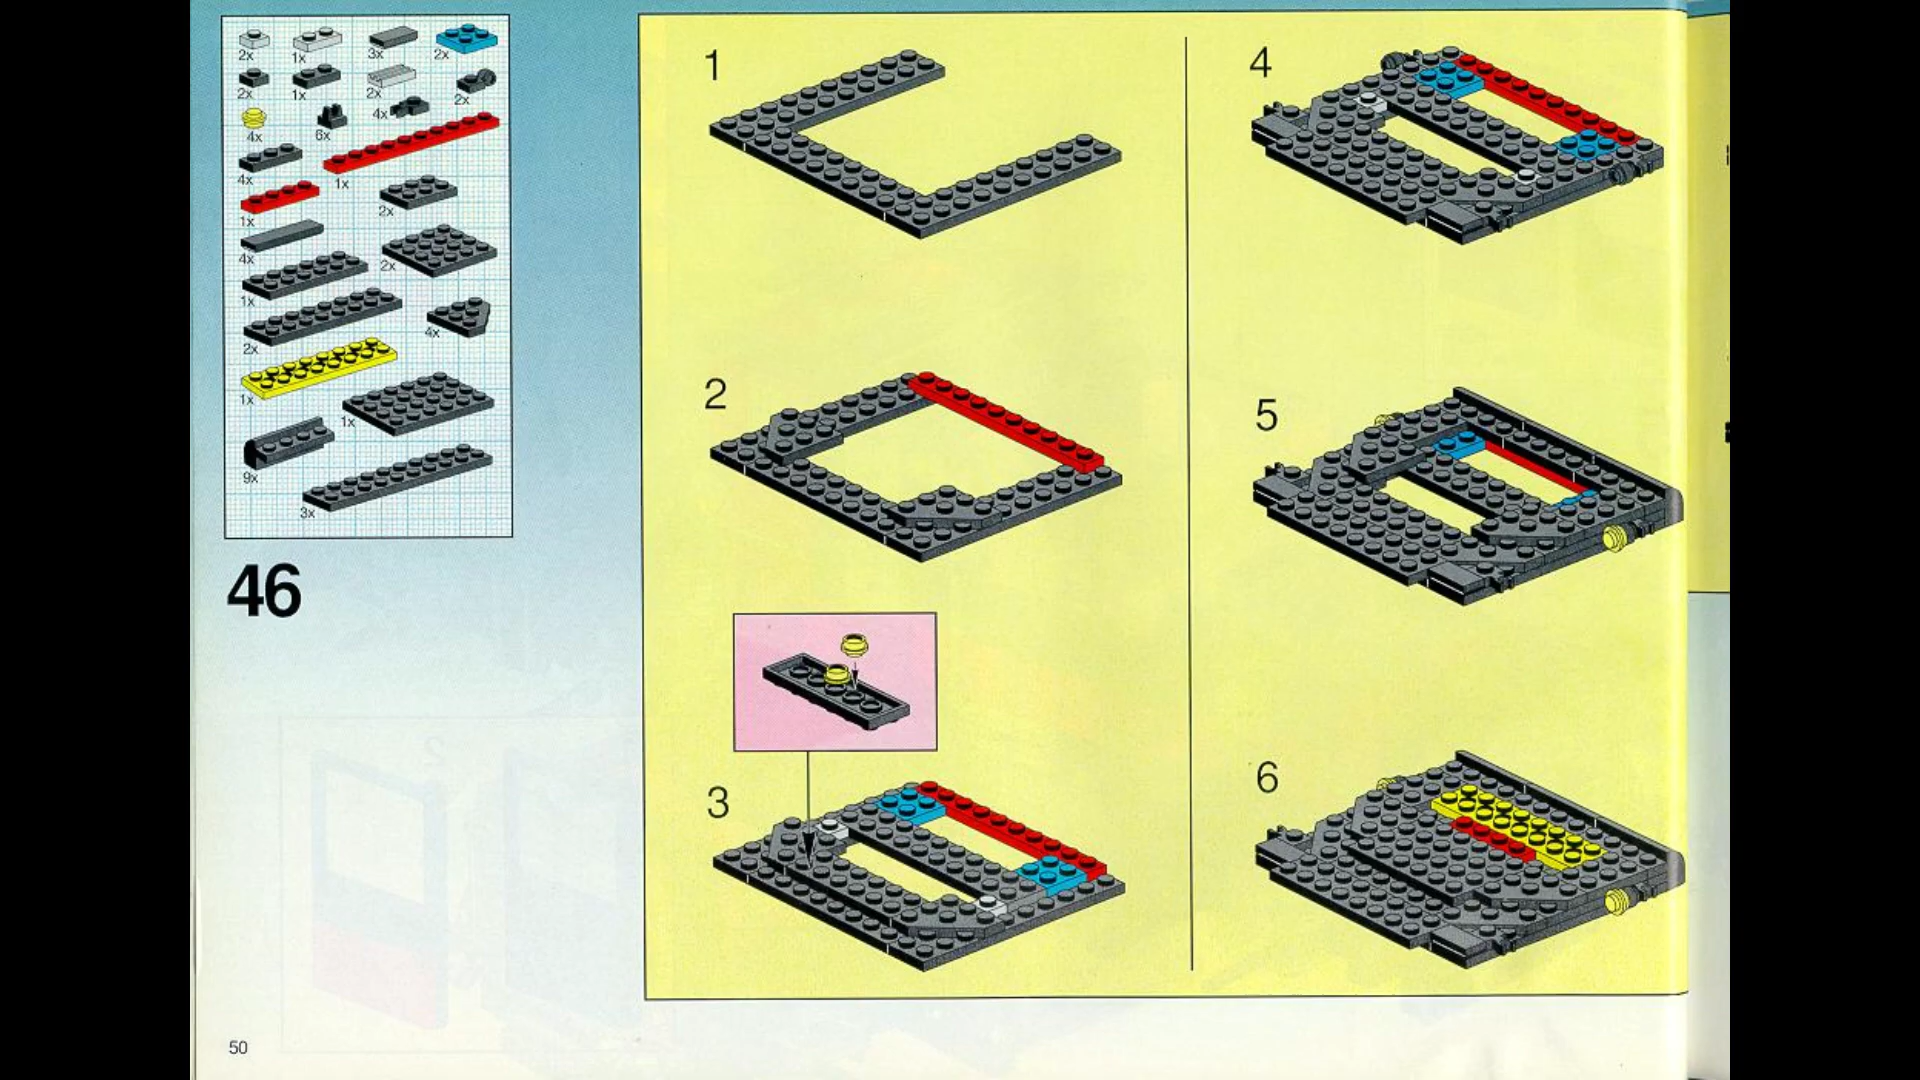 2x 1x 3x 2x
2x 1x 2x 2x
4x 6x 4x
4x 1x
1x 2x
4x 2x
1x
2x 4x
1x 1x
9x 3x
46
1
2
3
4
5
6
50